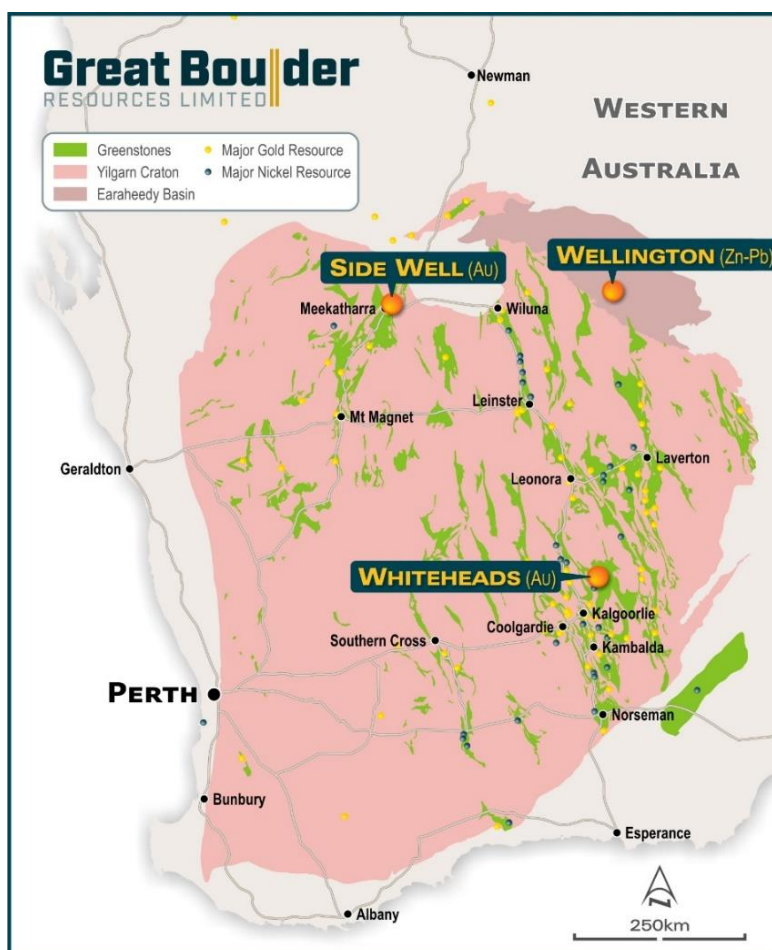 Great Boulder
RESOURCES LIMITED
Greenstones
Major Gold Resource
Yilgarn Craton
Major Nickel Resource
Earaheedy Basin
Newman
WESTERN
AUSTRALIA
SIDE WELL (Au)
WELLINGTON (Zn-Pb)
Meekatharra
Wiluna
Leinster
Mt Magnet
Geraldton
Laverton
Leonora
WHITEHEADS (Au)
Kalgoorlie
Coolgardie
Southern Cross
Kambalda
PERTH
Norseman
Bunbury
Esperance
Albany
N
250km